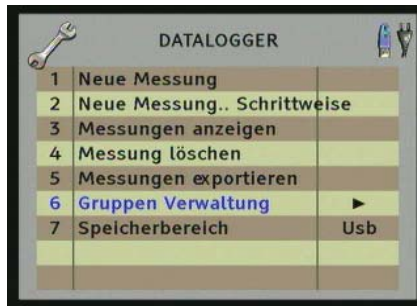 DATALOGGER
1 Neue Messung
2 Neue Messung.. Schrittweise
3 Messungen anzeigen
4 Messung löschen
5 Messungen exportieren
6 Gruppen Verwaltung ►
7 Speicherbereich Usb